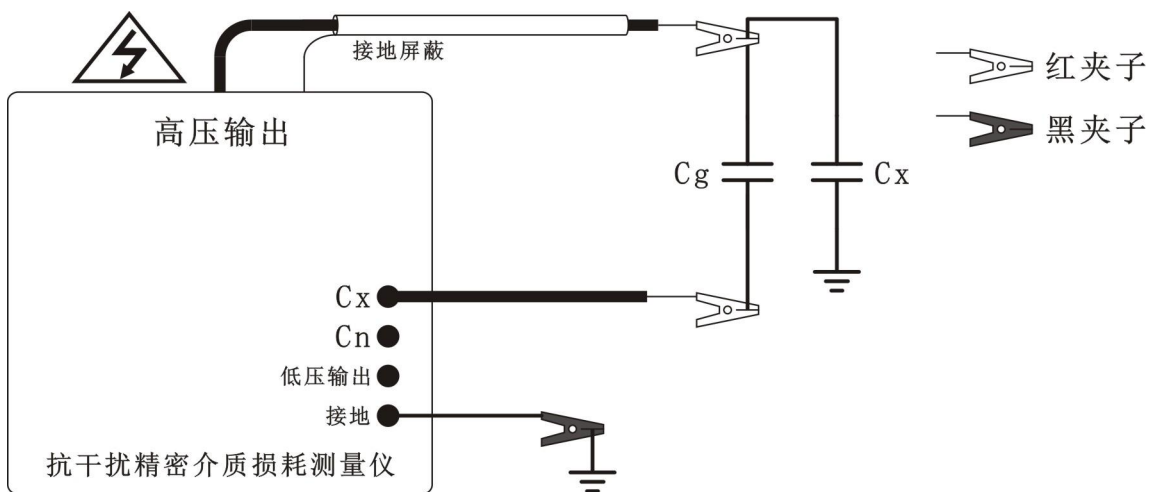 接地屏蔽
红夹子
高压输出
黑夹子
Cg
Cx
Cx
Cn
低压输出
接地
抗干扰精密介质损耗测量仪